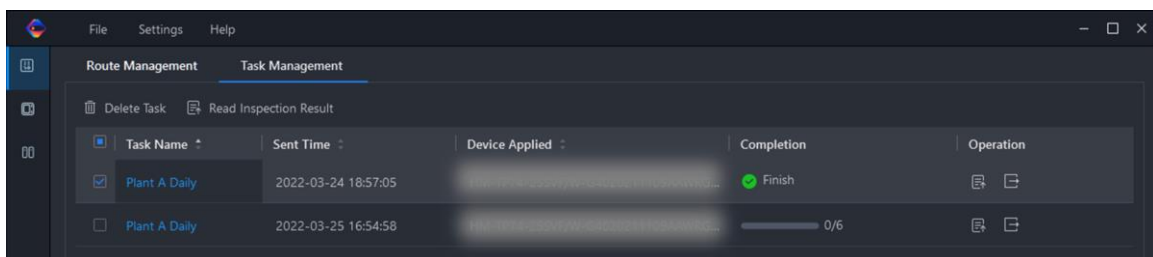 File Settings Help
Route Management Task Management
Delete Task Read Inspection Result
Task Name Sent Time Device Applied Completion Operation
Plant A Daily 2022-03-24 18:57:05 Finish
Plant A Daily 2022-03-25 16:54:58 0/6